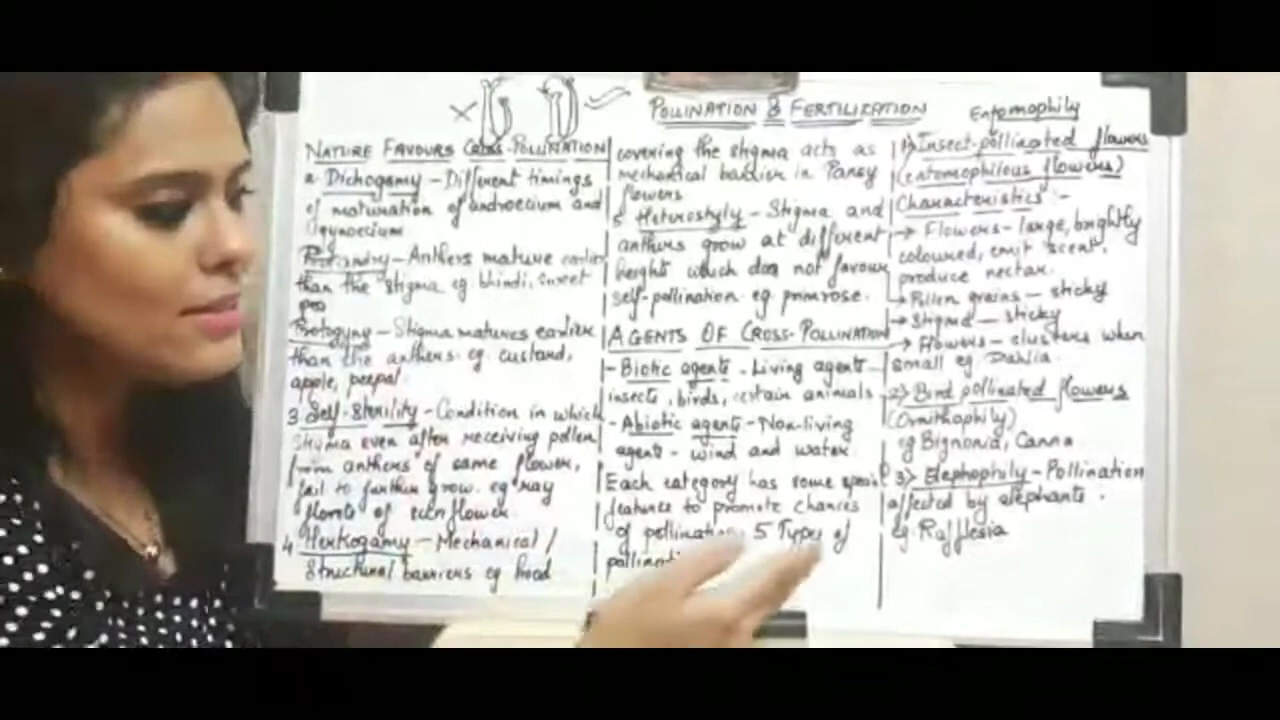 POLLINATION & FERTILIZATION
NATURE FAVOURS CROSS-POLLINATION
2. Dichogamy - Different timings
of maturation of androecium and
gynoecium
Protandry - Anthers mature earlier
than the stigma eg. bhindi, sweet
pea
Protogyny - Stigma matures earlier
than the anthers. eg. custard,
apple, peepal.
3 Self-Sterility - Condition in which
stigma even after receiving pollen
from anthers of same flower,
fail to further grow. eg ray
florets of sunflower.
4. Herkogamy - Mechanical /
Structural barriers eg hood
covering the stigma acts as
mechanical barrier in Pansy
flowers
5 Heterostyly - Stigma and
anthers grow at different
heights which does not favour
self-pollination. eg. primrose.
AGENTS OF CROSS-POLLINATION
- Biotic agents - Living agents -
insects, birds, certain animals
- Abiotic agents - Non-living
agents - wind and water.
Each category has some special
features to promote chances
of pollination. 5 Types of
Entomophily
1> Insect-pollinated flowers
(entomophilous flowers)
Characteristics :-
→ Flowers - large, brightly
coloured, emit scent,
produce nectar.
→ Pollen grains - sticky
→ Stigma - sticky
→ Flowers - clusters when
small eg. Dahlia.
2> Bird pollinated flowers
(Ornithophily)
eg Bignonia, Canna
3> Elephophily - Pollination
affected by elephants.
eg. Rafflesia